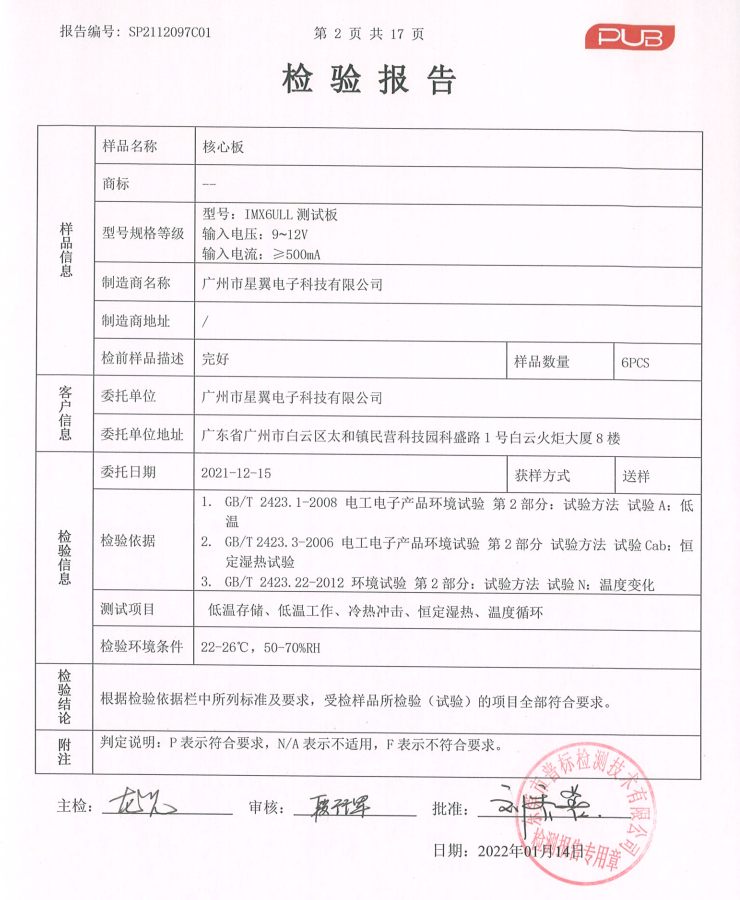 报告编号: SP2112097C01
第 2 页 共 17 页
PUB
检验报告
样品信息
样品名称
核心板
商标
--
型号规格等级
型号: IMX6ULL 测试板
输入电压: 9~12V
输入电流: ≥500mA
制造商名称
广州市星翼电子科技有限公司
制造商地址
/
检前样品描述
完好
样品数量
6PCS
客户信息
委托单位
广州市星翼电子科技有限公司
委托单位地址
广东省广州市白云区太和镇民营科技园科盛路 1 号白云火炬大厦 8 楼
检验信息
委托日期
2021-12-15
获样方式
送样
检验依据
1. GB/T 2423.1-2008 电工电子产品环境试验 第 2 部分: 试验方法 试验 A: 低
温
2. GB/T 2423.3-2006 电工电子产品环境试验 第 2 部分 试验方法 试验 Cab: 恒
定湿热试验
3. GB/T 2423.22-2012 环境试验 第 2 部分: 试验方法 试验 N: 温度变化
测试项目
低温存储、低温工作、冷热冲击、恒定湿热、温度循环
检验环境条件
22-26℃, 50-70%RH
检验结论
根据检验依据栏中所列标准及要求, 受检样品所检验（试验）的项目全部符合要求。
附注
判定说明: P 表示符合要求, N/A 表示不适用, F 表示不符合要求。
主检:
审核:
批准:
市普标检测技术有限公司
检测报告专用章
日期: 2022年01月14日